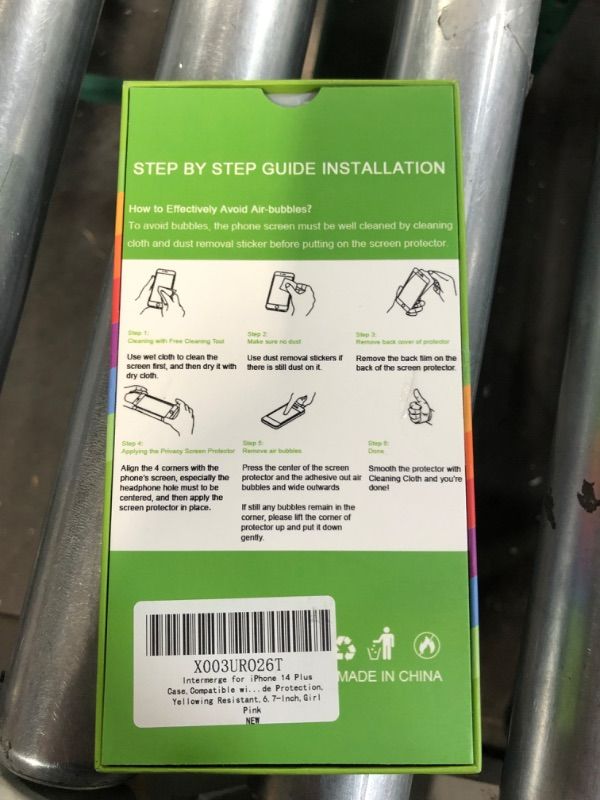 STEP BY STEP GUIDE INSTALLATION
How to Effectively Avoid Air-bubbles?
To avoid bubbles, the phone screen must be well cleaned by cleaning
cloth and dust removal sticker before putting on the screen protector.
Step 1:
Cleaning with Free Cleaning Tool
Use wet cloth to clean the
screen first, and then dry it with
dry cloth.
Step 2:
Make sure no dust
Use dust removal stickers if
there is still dust on it.
Step 3:
Remove back cover of protector
Remove the back film on the
back of the screen protector.
Step 4:
Applying the Privacy Screen Protector
Align the 4 corners with the
phone's screen, especially the
headphone hole must to be
centered, and then apply the
screen protector in place.
Step 5:
Remove air bubbles
Press the center of the screen
protector and the adhesive out air
bubbles and wide outwards
If still any bubbles remain in the
corner, please lift the corner of
protector up and put it down
gently.
Step 6:
Done
Smooth the protector with
Cleaning Cloth and you're
done!
X003URO26T
Intermerge for iPhone 14 Plus
Case, Compatible wi...de Protection,
Yellowing Resistant, 6.7-Inch, Girl
Pink
NEW
MADE IN CHINA